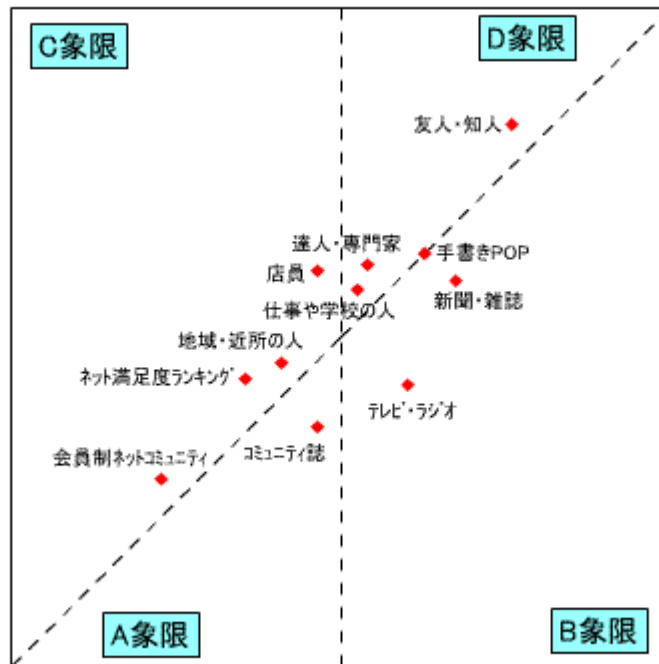 C象限
D象限
友人・知人
達人・専門家
手書きPOP
店員
新聞・雑誌
仕事や学校の人
地域・近所の人
ネット満足度ランキング
テレビ・ラジオ
会員制ネットコミュニティ
コミュニティ誌
A象限
B象限